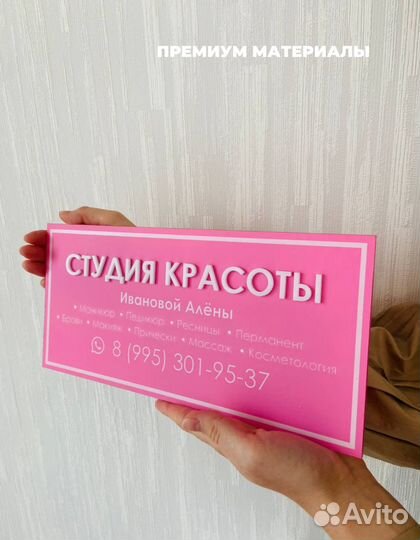 ПРЕМИУМ МАТЕРИАЛЫ
СТУДИЯ КРАСОТЫ
Ивановой Алёны
• Маникюр • Педикюр • Ресницы • Перманент
• Брови • Макияж • Прически • Массаж • Косметология
8 (995) 301-95-37
Avito